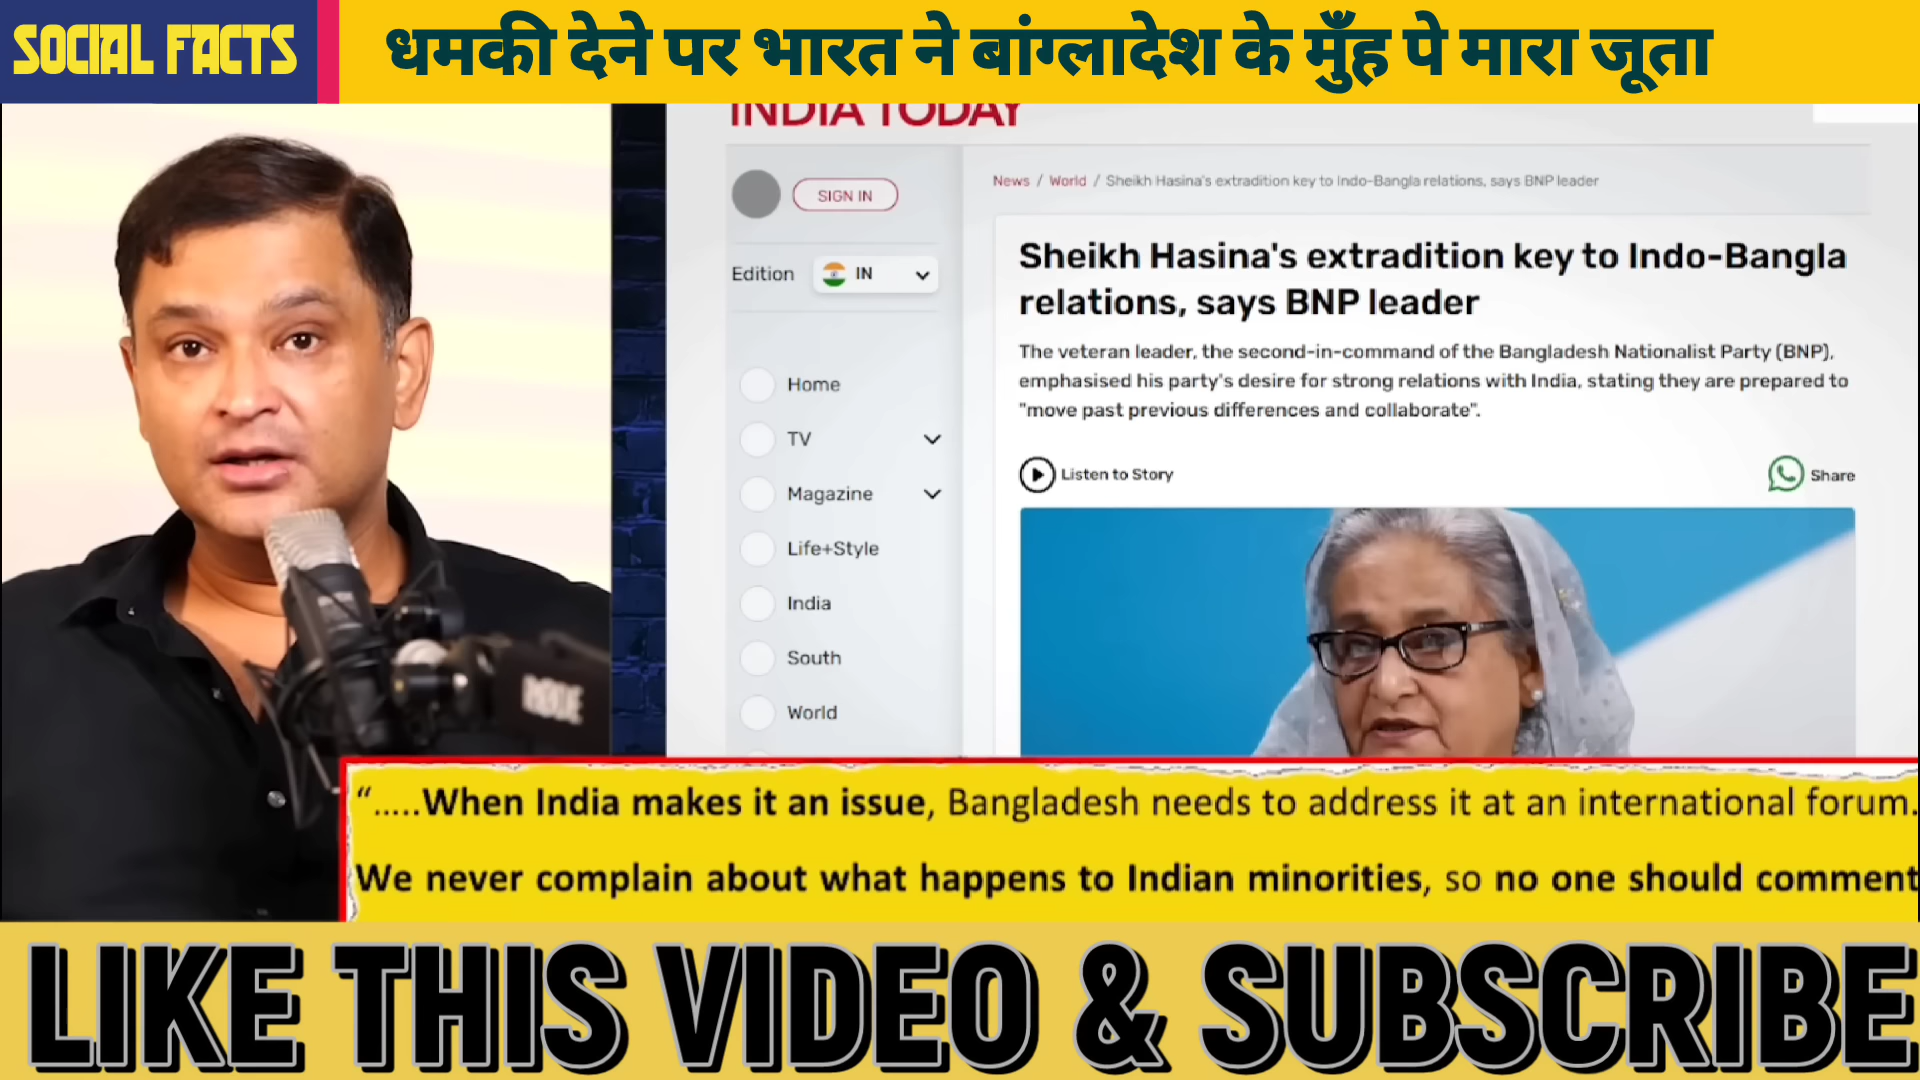 SOCIAL FACTS
धमकी देने पर भारत ने बांग्लादेश के मुँह पे मारा जूता
INDIA TODAY
SIGN IN
Edition IN
Home
TV
Magazine
Life+Style
India
South
World
News / World / Sheikh Hasina's extradition key to Indo-Bangla relations, says BNP leader
Sheikh Hasina's extradition key to Indo-Bangla
relations, says BNP leader
The veteran leader, the second-in-command of the Bangladesh Nationalist Party (BNP),
emphasised his party's desire for strong relations with India, stating they are prepared to
"move past previous differences and collaborate".
Listen to Story
Share
“.....When India makes it an issue, Bangladesh needs to address it at an international forum.
We never complain about what happens to Indian minorities, so no one should comment
LIKE THIS VIDEO & SUBSCRIBE